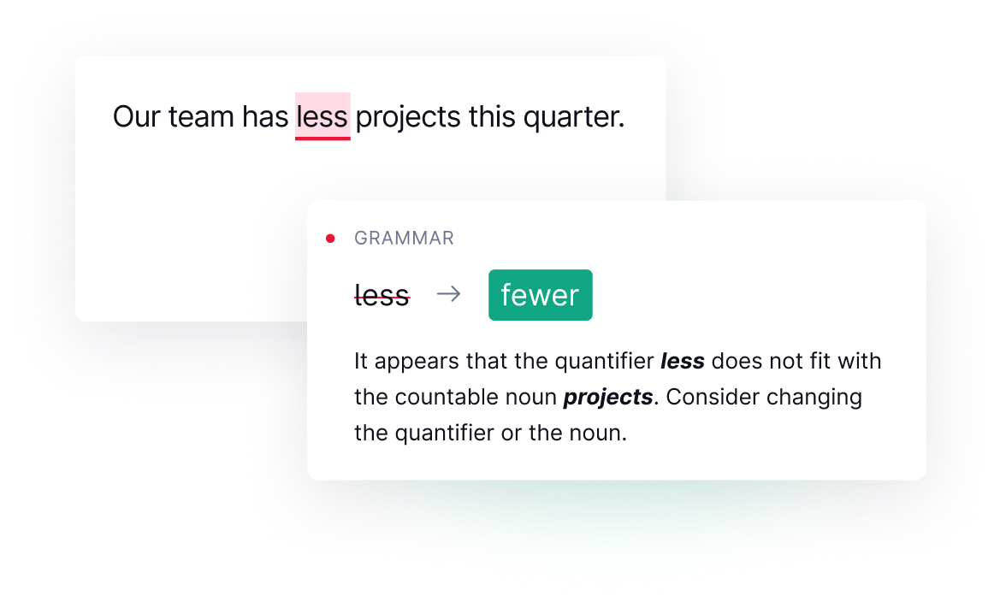 Our team has less projects this quarter.
GRAMMAR
less → fewer
It appears that the quantifier less does not fit with
the countable noun projects. Consider changing
the quantifier or the noun.